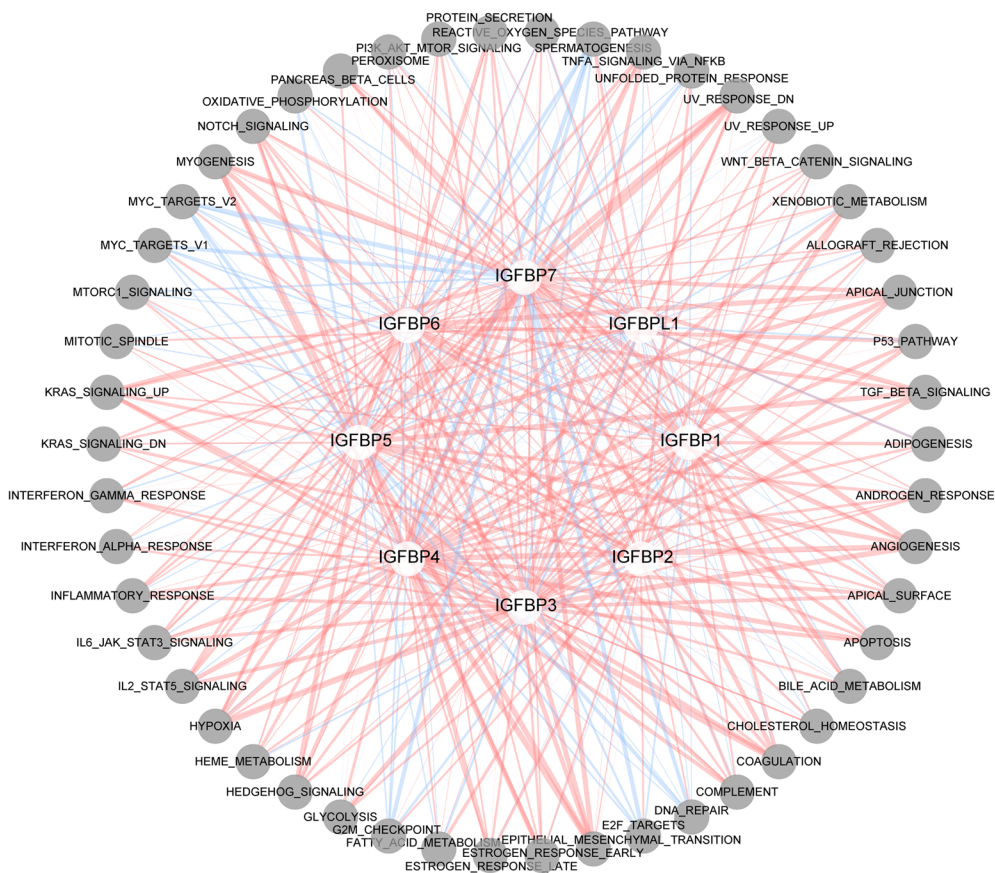 PROTEIN_SECRETION
REACTIVE_OXYGEN_SPECIES_PATHWAY
PI3K_AKT_MTOR_SIGNALING
SPERMATOGENESIS
PEROXISOME
TNFA_SIGNALING_VIA_NFKB
PANCREAS_BETA_CELLS
UNFOLDED_PROTEIN_RESPONSE
OXIDATIVE_PHOSPHORYLATION
UV_RESPONSE_DN
NOTCH_SIGNALING
UV_RESPONSE_UP
MYOGENESIS
WNT_BETA_CATENIN_SIGNALING
MYC_TARGETS_V2
XENOBIOTIC_METABOLISM
MYC_TARGETS_V1
ALLOGRAFT_REJECTION
IGFBP7
MTORC1_SIGNALING
APICAL_JUNCTION
IGFBP6
IGFBPL1
MITOTIC_SPINDLE
P53_PATHWAY
KRAS_SIGNALING_UP
TGF_BETA_SIGNALING
IGFBP5
IGFBP1
KRAS_SIGNALING_DN
ADIPOGENESIS
INTERFERON_GAMMA_RESPONSE
ANDROGEN_RESPONSE
INTERFERON_ALPHA_RESPONSE
ANGIOGENESIS
IGFBP4
IGFBP2
INFLAMMATORY_RESPONSE
APICAL_SURFACE
IGFBP3
IL6_JAK_STAT3_SIGNALING
APOPTOSIS
IL2_STAT5_SIGNALING
BILE_ACID_METABOLISM
HYPOXIA
CHOLESTEROL_HOMEOSTASIS
HEME_METABOLISM
COAGULATION
HEDGEHOG_SIGNALING
COMPLEMENT
GLYCOLYSIS
DNA_REPAIR
G2M_CHECKPOINT
E2F_TARGETS
FATTY_ACID_METABOLISM
EPITHELIAL_MESENCHYMAL_TRANSITION
ESTROGEN_RESPONSE_EARLY
ESTROGEN_RESPONSE_LATE